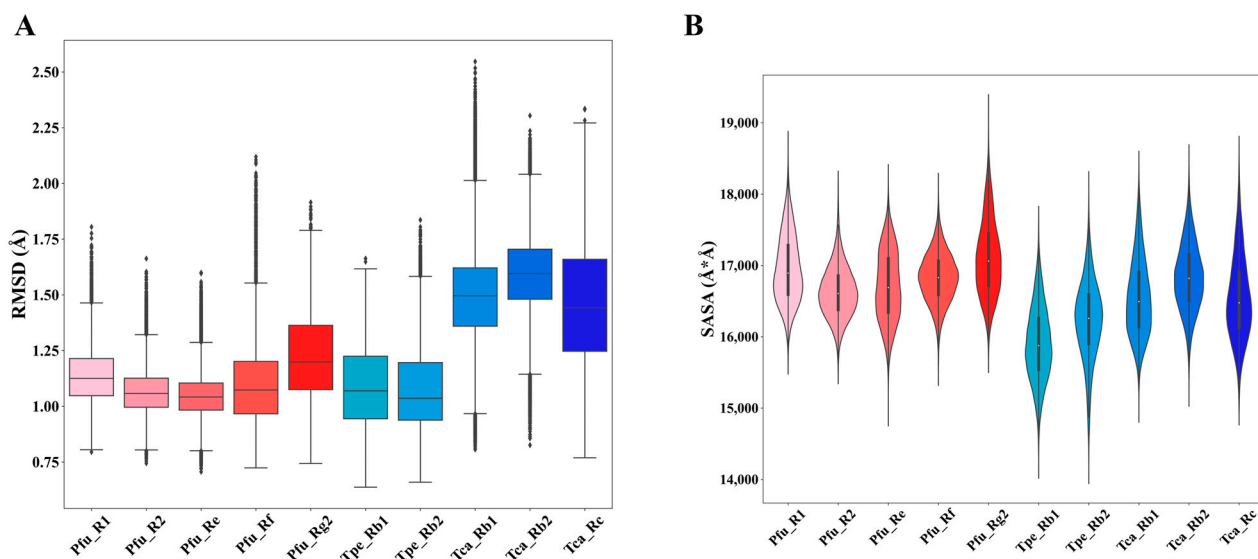 A
RMSD (Å)
2.50
2.25
2.00
1.75
1.50
1.25
1.00
0.75
Pfu_R1
Pfu_R2
Pfu_Re
Pfu_Rf
Pfu_Rg2
Tpe_Rb1
Tpe_Rb2
Tca_Rb1
Tca_Rb2
Tca_Rc
B
SASA (Å*Å)
19,000
18,000
17,000
16,000
15,000
14,000
Pfu_R1
Pfu_R2
Pfu_Re
Pfu_Rf
Pfu_Rg2
Tpe_Rb1
Tpe_Rb2
Tca_Rb1
Tca_Rb2
Tca_Rc